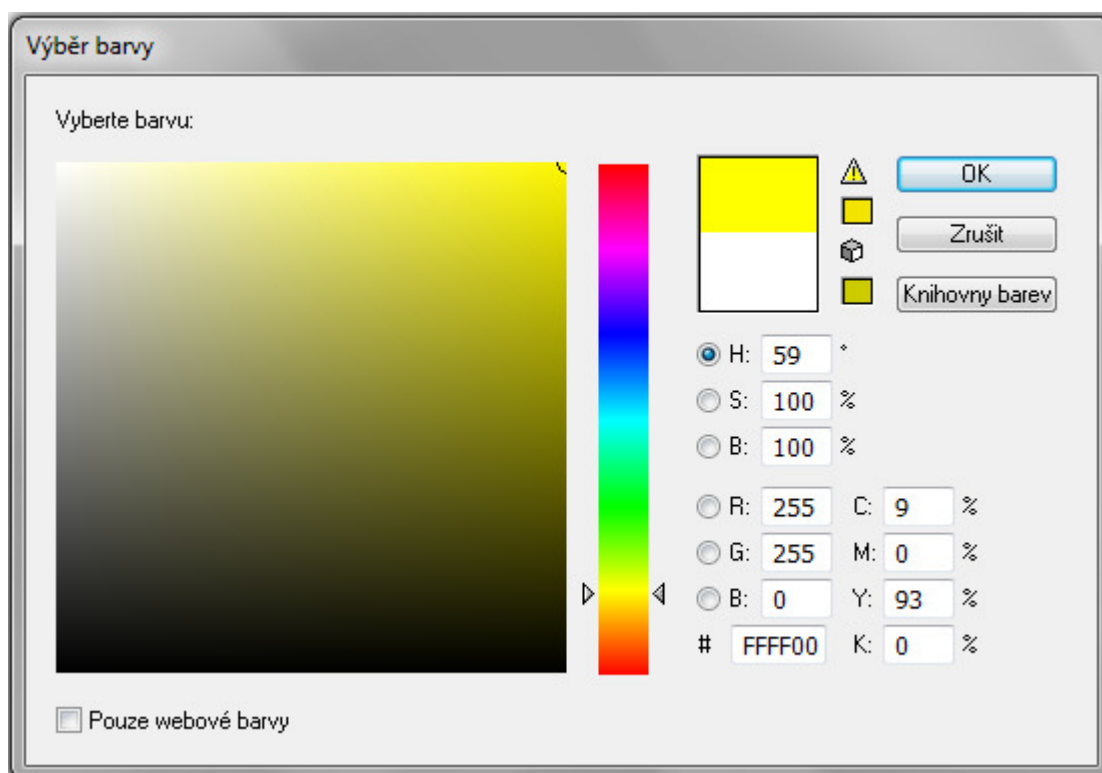 Výběr barvy
Vyberte barvu:
OK
Zrušit
Knihovny barev
H: 59 °
S: 100 %
B: 100 %
R: 255 C: 9 %
G: 255 M: 0 %
B: 0 Y: 93 %
# FFFF00 K: 0 %
Pouze webové barvy